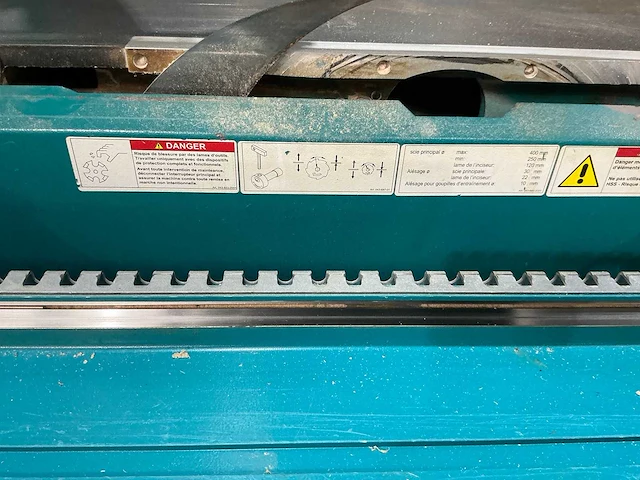 DANGER
Risque de blessure par des lames d'outils.
Travailler uniquement avec des dispositifs
de protection complets et fonctionnels.
Avant toute intervention de maintenance,
déconnecter l'interrupteur principal et
assurer la machine contre toute remise en
marche non intentionnelle.
scie principal ø max: 400 mm
min: 250 mm
lame de l'inciseur: 120 mm
Alésage ø scie principale: 30 mm
lame de l'inciseur: 22 mm
Alésage pour goupilles d'entraînement ø 10 mm
DANGER
Danger
d'élements
Ne pas utilis
HSS - Risque